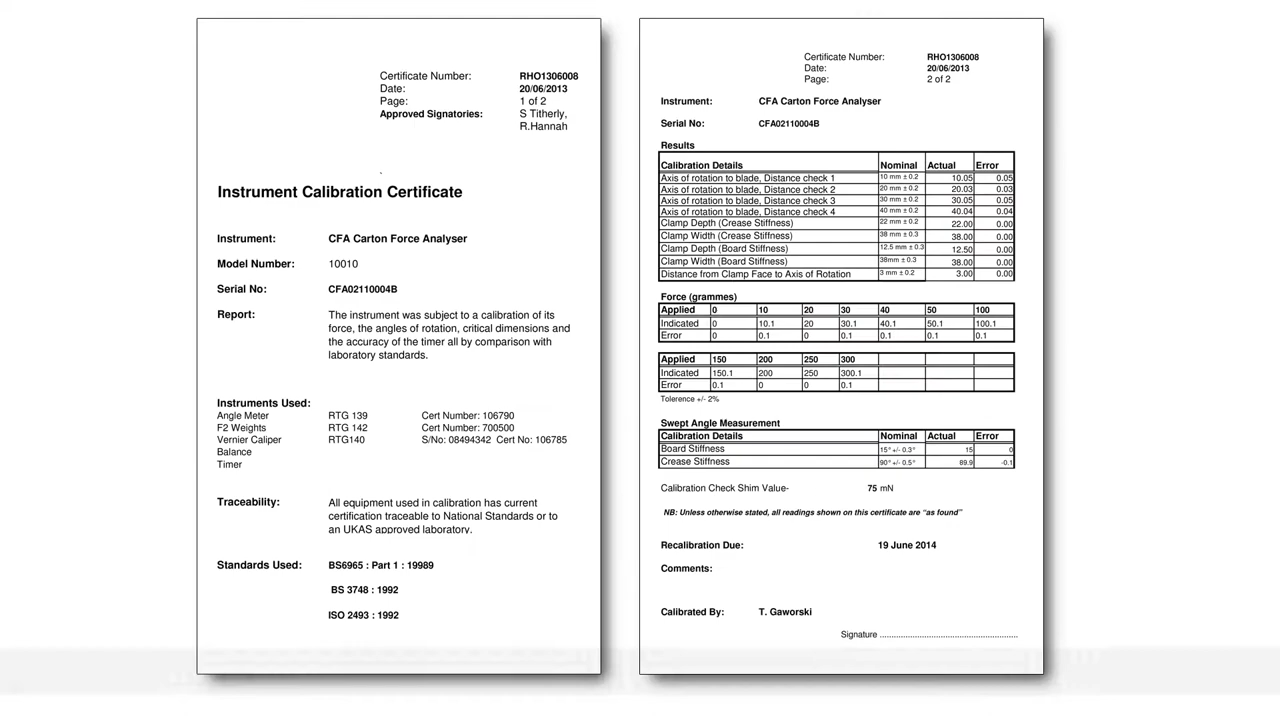 Certificate Number: RHO1306008
Date: 20/06/2013
Page: 1 of 2
Approved Signatories: S Titherly,
R.Hannah
Instrument Calibration Certificate
Instrument: CFA Carton Force Analyser
Model Number: 10010
Serial No: CFA02110004B
Report: The instrument was subject to a calibration of its
force, the angles of rotation, critical dimensions and
the accuracy of the timer all by comparison with
laboratory standards.
Instruments Used:
Angle Meter RTG 139 Cert Number: 106790
F2 Weights RTG 142 Cert Number: 700500
Vernier Caliper RTG140 S/No: 08494342 Cert No: 106785
Balance
Timer
Traceability: All equipment used in calibration has current
certification traceable to National Standards or to
an UKAS approved laboratory.
Standards Used: BS6965 : Part 1 : 19989
BS 3748 : 1992
ISO 2493 : 1992
Certificate Number: RHO1306008
Date: 20/06/2013
Page: 2 of 2
Instrument: CFA Carton Force Analyser
Serial No: CFA02110004B
Results
Calibration Details Nominal Actual Error
Axis of rotation to blade, Distance check 1 10 mm ± 0.2 10.05 0.05
Axis of rotation to blade, Distance check 2 20 mm ± 0.2 20.03 0.03
Axis of rotation to blade, Distance check 3 30 mm ± 0.2 30.05 0.05
Axis of rotation to blade, Distance check 4 40 mm ± 0.2 40.04 0.04
Clamp Depth (Crease Stiffness) 22 mm ± 0.2 22.00 0.00
Clamp Width (Crease Stiffness) 38 mm ± 0.3 38.00 0.00
Clamp Depth (Board Stiffness) 12.5 mm ± 0.3 12.50 0.00
Clamp Width (Board Stiffness) 38mm ± 0.3 38.00 0.00
Distance from Clamp Face to Axis of Rotation 3 mm ± 0.2 3.00 0.00
Force (grammes)
Applied 0 10 20 30 40 50 100
Indicated 0 10.1 20 30.1 40.1 50.1 100.1
Error 0 0.1 0 0.1 0.1 0.1 0.1
Applied 150 200 250 300
Indicated 150.1 200 250 300.1
Error 0.1 0 0 0.1
Tolerence +/- 2%
Swept Angle Measurement
Calibration Details Nominal Actual Error
Board Stiffness 15° +/- 0.3° 15 0
Crease Stiffness 90° +/- 0.5° 89.9 -0.1
Calibration Check Shim Value- 75 mN
NB: Unless otherwise stated, all readings shown on this certificate are “as found”
Recalibration Due: 19 June 2014
Comments:
Calibrated By: T. Gaworski
Signature ......................................................